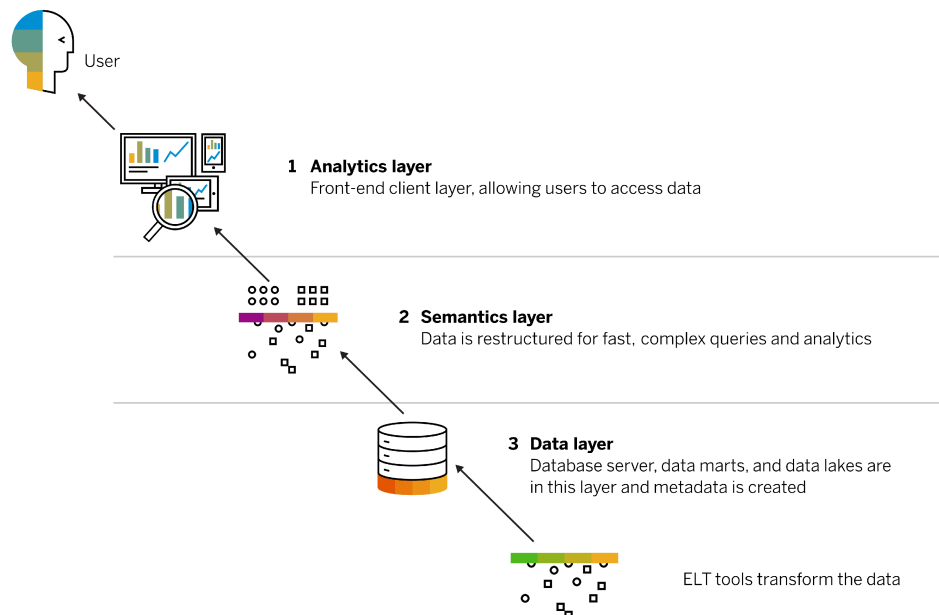 User
1 Analytics layer
Front-end client layer, allowing users to access data
2 Semantics layer
Data is restructured for fast, complex queries and analytics
3 Data layer
Database server, data marts, and data lakes are
in this layer and metadata is created
ELT tools transform the data